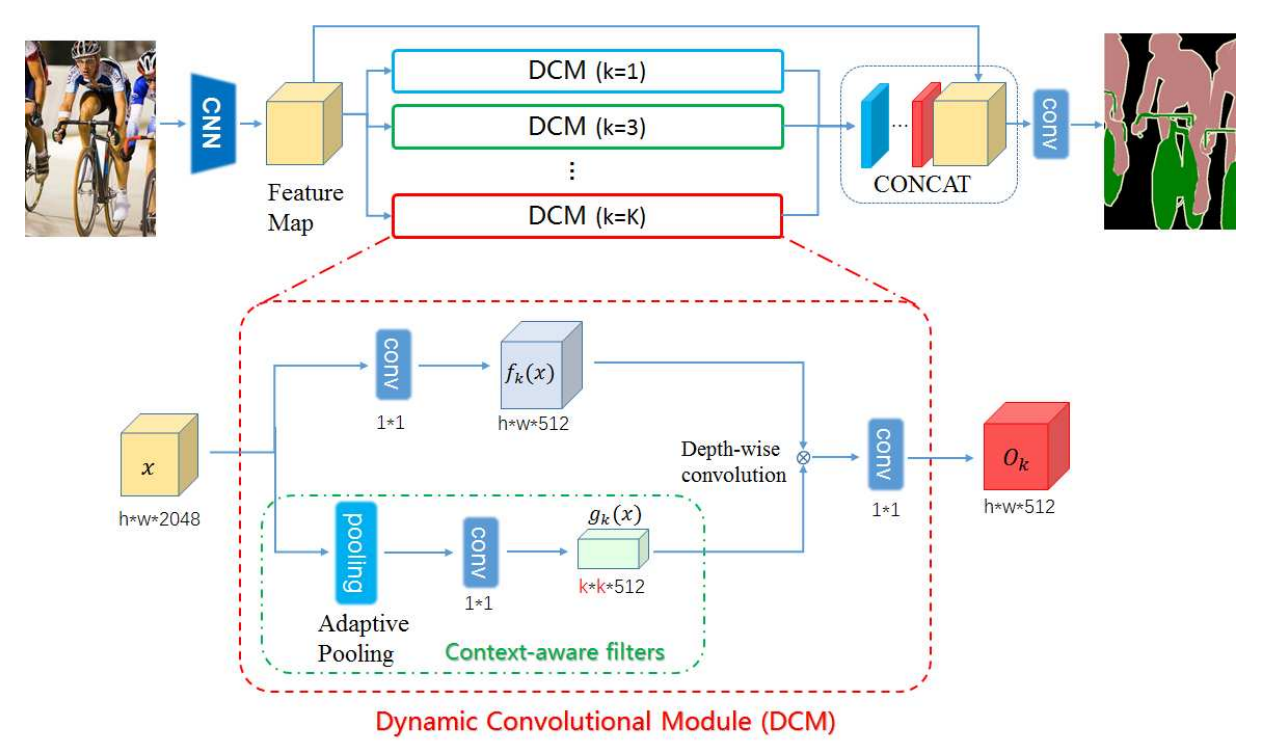 CNN
Feature
Map
DCM (k=1)
DCM (k=3)
⋮
DCM (k=K)
...
CONCAT
conv
conv
1*1
f_k(x)
h*w*512
x
h*w*2048
Depth-wise
convolution
⊗
conv
1*1
O_k
h*w*512
pooling
Adaptive
Pooling
conv
1*1
g_k(x)
k*k*512
Context-aware filters
Dynamic Convolutional Module (DCM)